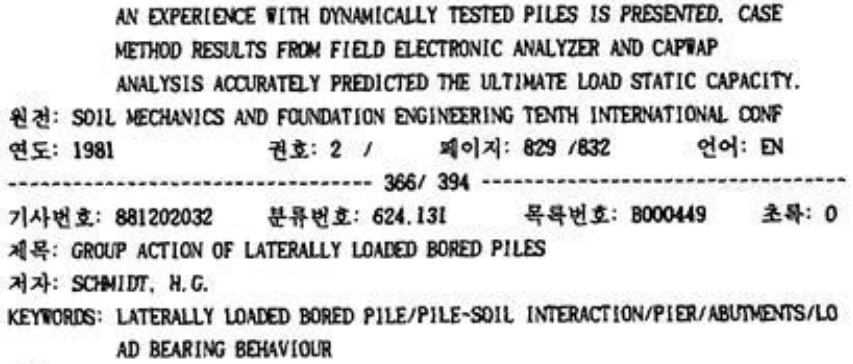 AN EXPERIENCE WITH DYNAMICALLY TESTED PILES IS PRESENTED. CASE
METHOD RESULTS FROM FIELD ELECTRONIC ANALYZER AND CAPWAP
ANALYSIS ACCURATELY PREDICTED THE ULTIMATE LOAD STATIC CAPACITY.
원전: SOIL MECHANICS AND FOUNDATION ENGINEERING TENTH INTERNATIONAL CONF
연도: 1981 권호: 2 / 페이지: 829 /832 언어: EN
--------------------------------- 366/ 394 ---------------------------------
기사번호: 881202032 분류번호: 624.131 목록번호: B000449 초록: 0
제목: GROUP ACTION OF LATERALLY LOADED BORED PILES
저자: SCHMIDT, H.G.
KEYWORDS: LATERALLY LOADED BORED PILE/PILE-SOIL INTERACTION/PIER/ABUTMENTS/LO
AD BEARING BEHAVIOUR